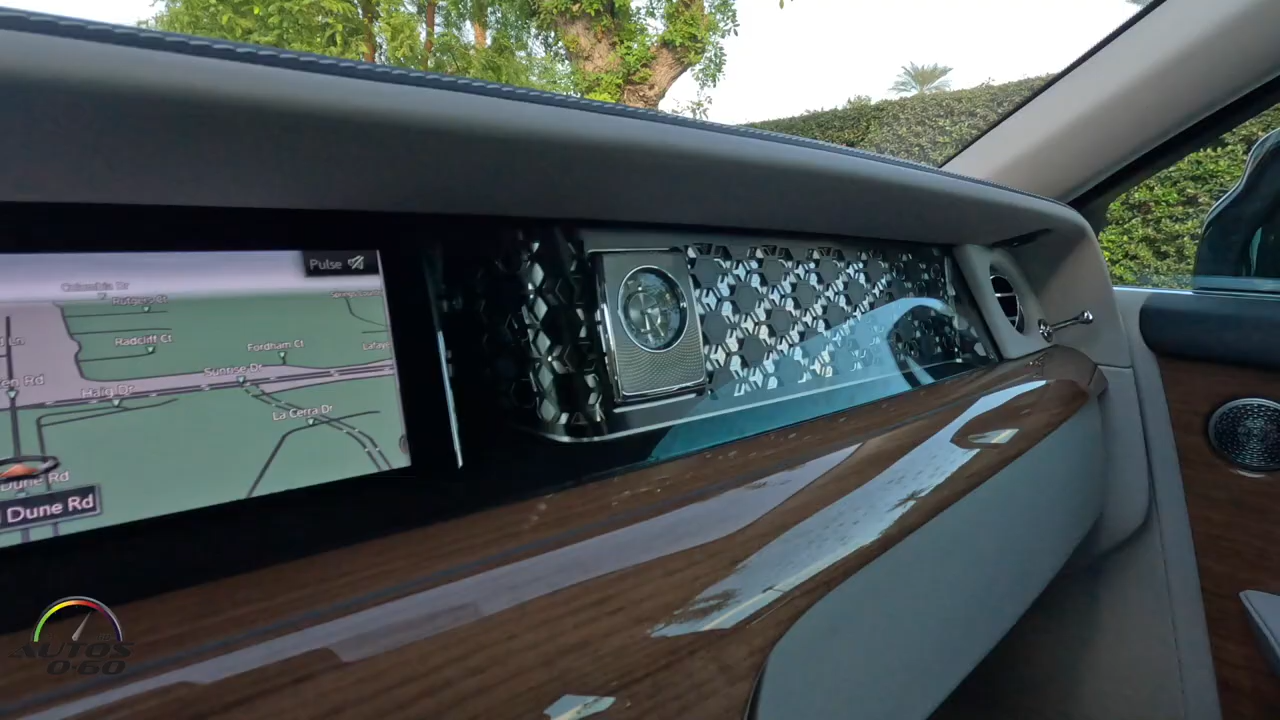 Pulse
Columbia Dr
Rutgers Ct
Radcliff Ct
Fordham Ct
Sunrise Dr
Haig Dr
La Cerra Dr
Dune Rd
Dune Rd
AUTOS
0-60